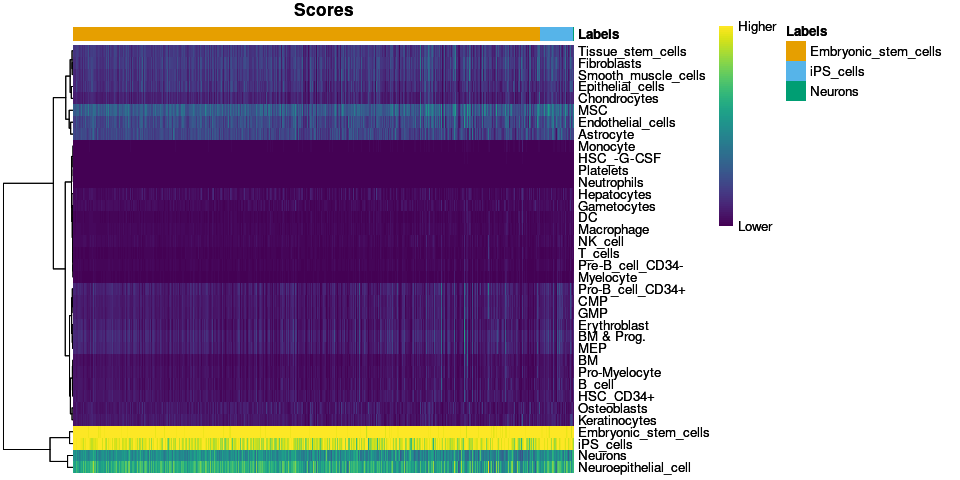 Scores
Labels
Tissue_stem_cells
Fibroblasts
Smooth_muscle_cells
Epithelial_cells
Chondrocytes
MSC
Endothelial_cells
Astrocyte
Monocyte
HSC_-G-CSF
Platelets
Neutrophils
Hepatocytes
Gametocytes
DC
Macrophage
NK_cell
T_cells
Pre-B_cell_CD34-
Myelocyte
Pro-B_cell_CD34+
CMP
GMP
Erythroblast
BM & Prog.
MEP
BM
Pro-Myelocyte
B_cell
HSC_CD34+
Osteoblasts
Keratinocytes
Embryonic_stem_cells
iPS_cells
Neurons
Neuroepithelial_cell
Higher
Lower
Labels
Embryonic_stem_cells
iPS_cells
Neurons